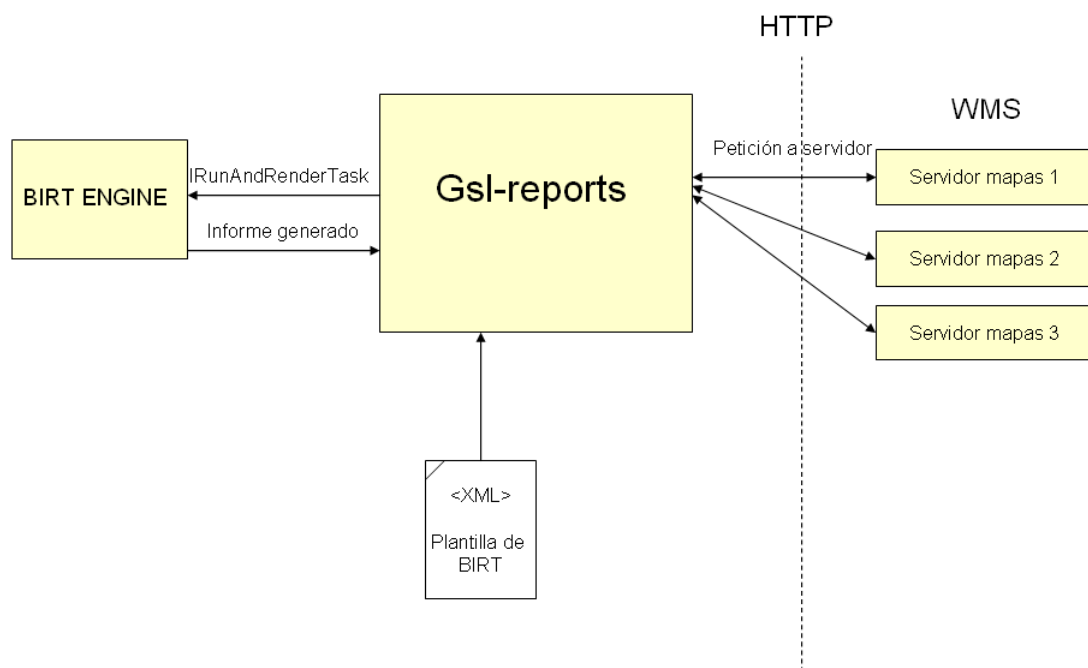 HTTP
WMS
Petición a servidor
Servidor mapas 1
IRunAndRenderTask
Gsl-reports
BIRT ENGINE
Informe generado
Servidor mapas 2
Servidor mapas 3
<XML>
Plantilla de
BIRT